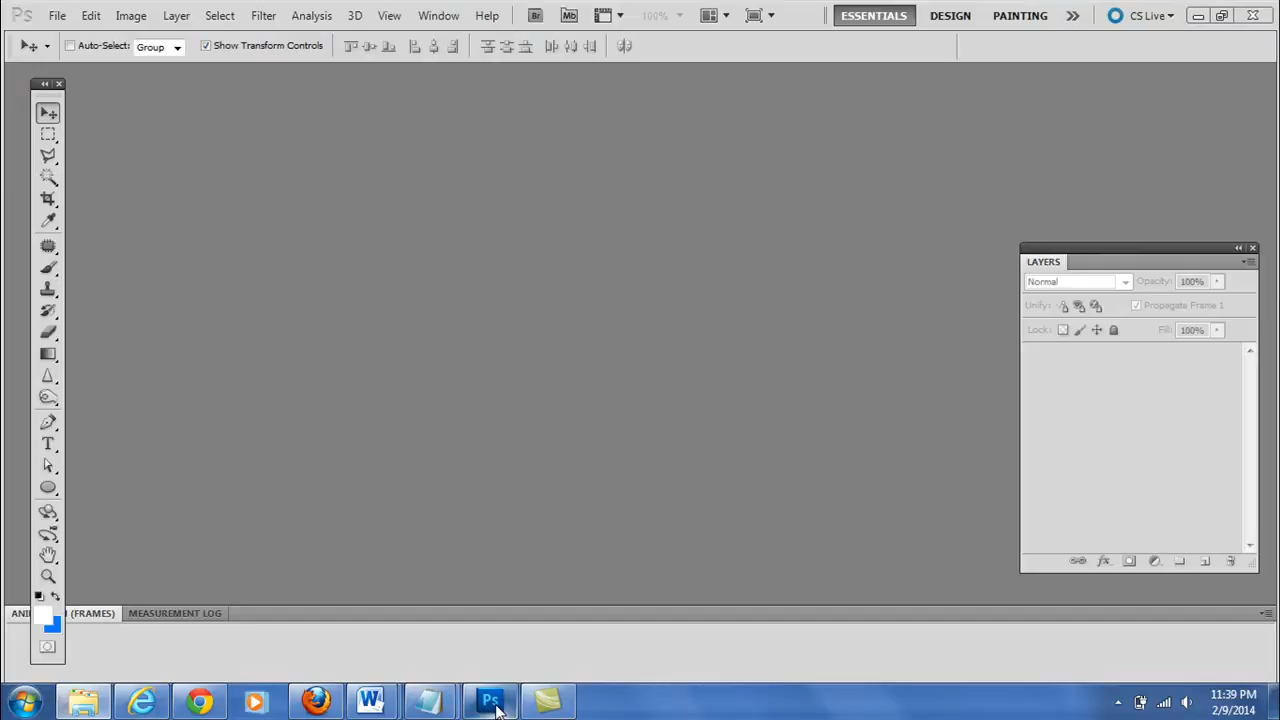 Ps File Edit Image Layer Select Filter Analysis 3D View Window Help Br Mb 100% ESSENTIALS DESIGN PAINTING CS Live
Auto-Select: Group Show Transform Controls
LAYERS
Normal Opacity: 100%
Unify: Propagate Frame 1
Lock: Fill: 100%
T
(FRAMES) MEASUREMENT LOG
W Ps
11:39 PM
2/9/2014